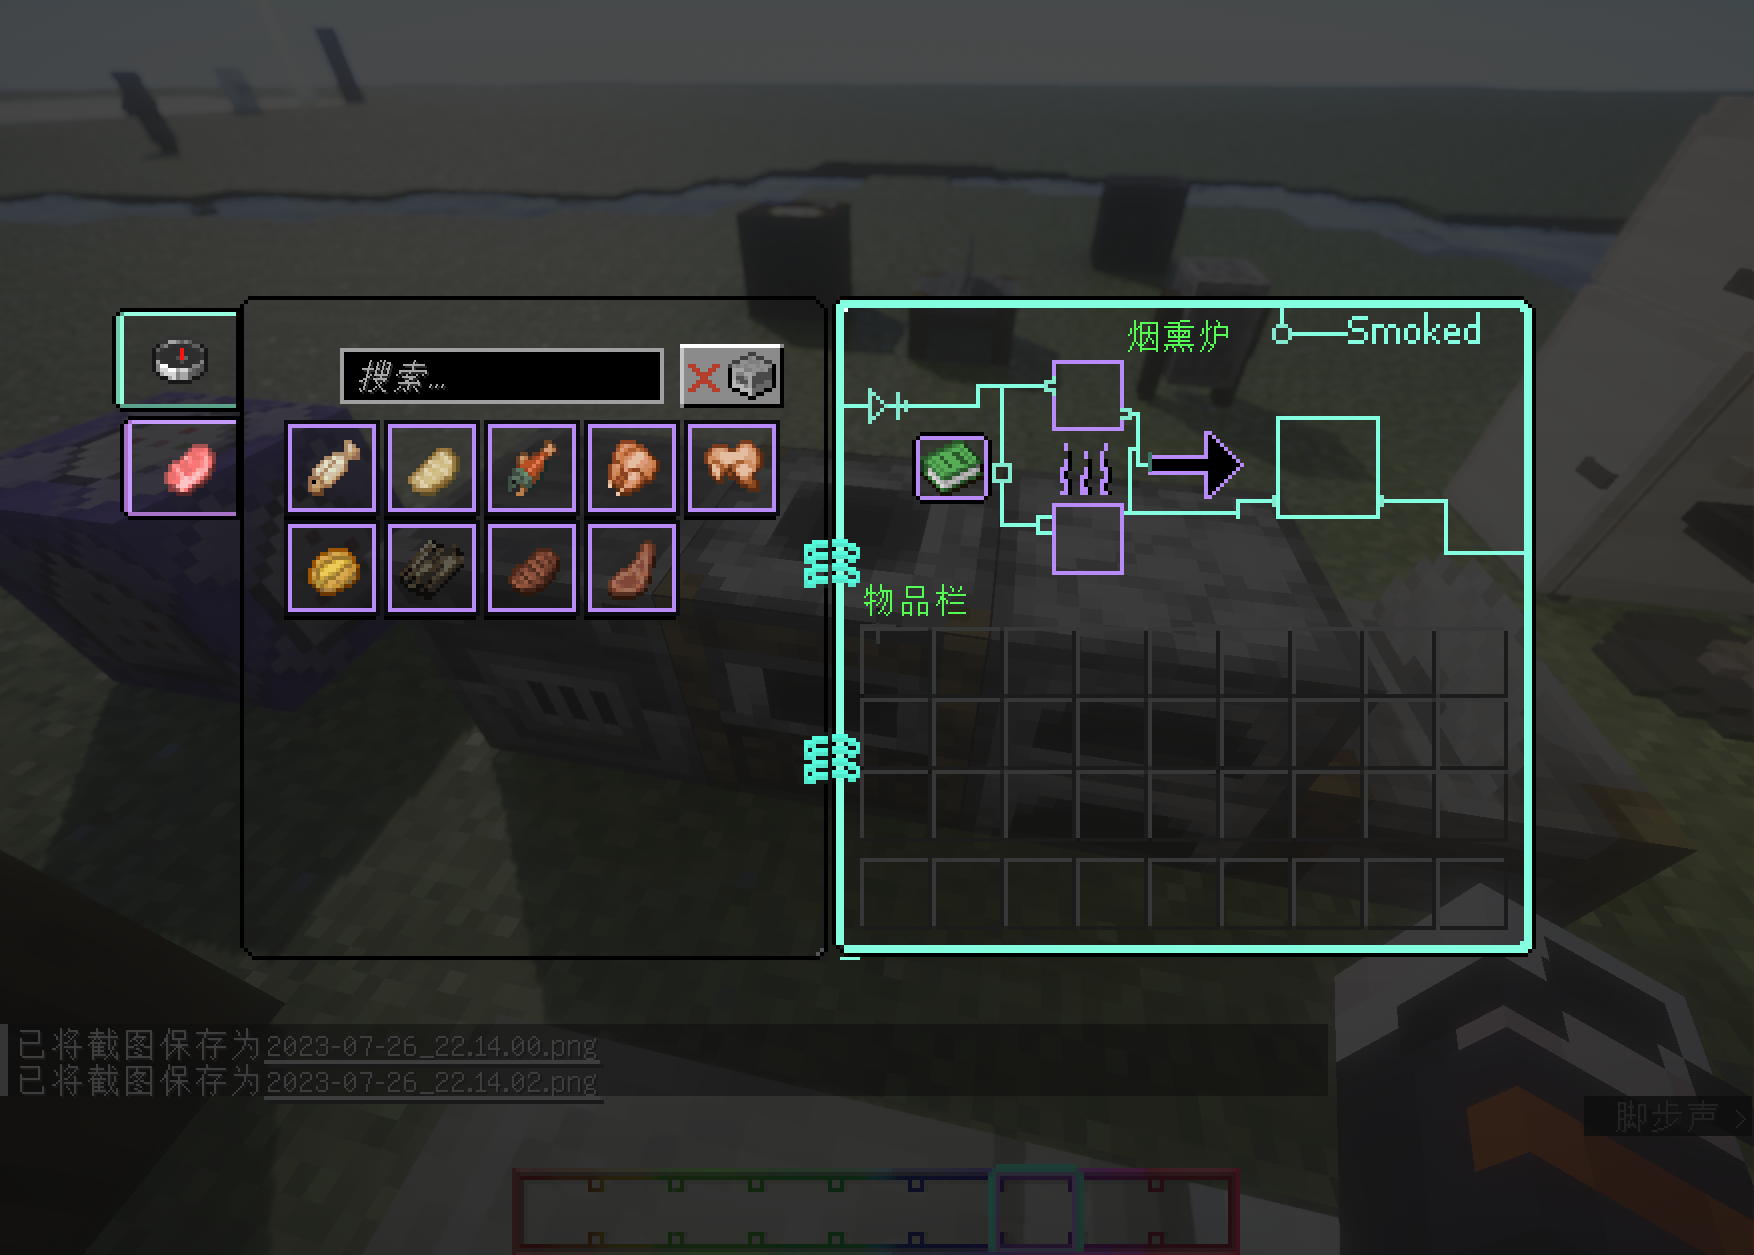 烟熏炉
Smoked
搜索...
物品栏
已将截图保存为2023-07-26_22.14.00.png
已将截图保存为2023-07-26_22.14.02.png
脚步声 >